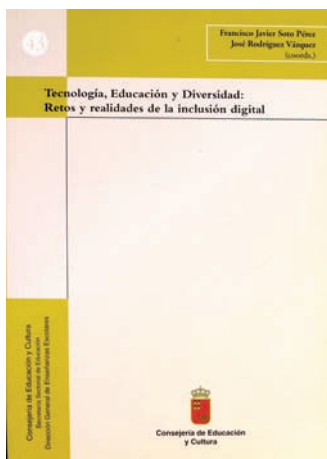 43
Francisco Javier Soto Pérez
José Rodríguez Vázquez
(coords.)
Tecnología, Educación y Diversidad:
Retos y realidades de la inclusión digital
Consejería de Educación y Cultura
Secretaría Sectorial de Educación
Dirección General de Enseñanzas Escolares
Consejería de Educación
y Cultura